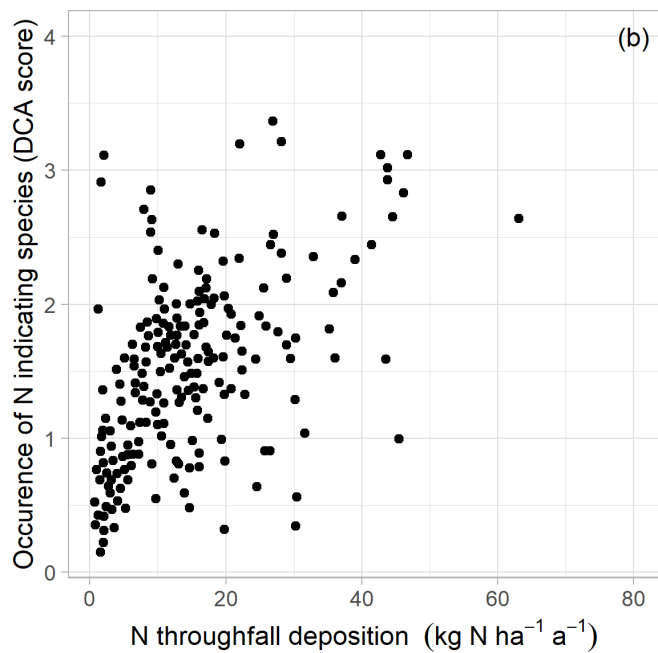 Occurence of N indicating species (DCA score)
(b)
4
3
2
1
0
0 20 40 60 80
N throughfall deposition (kg N ha⁻¹ a⁻¹)